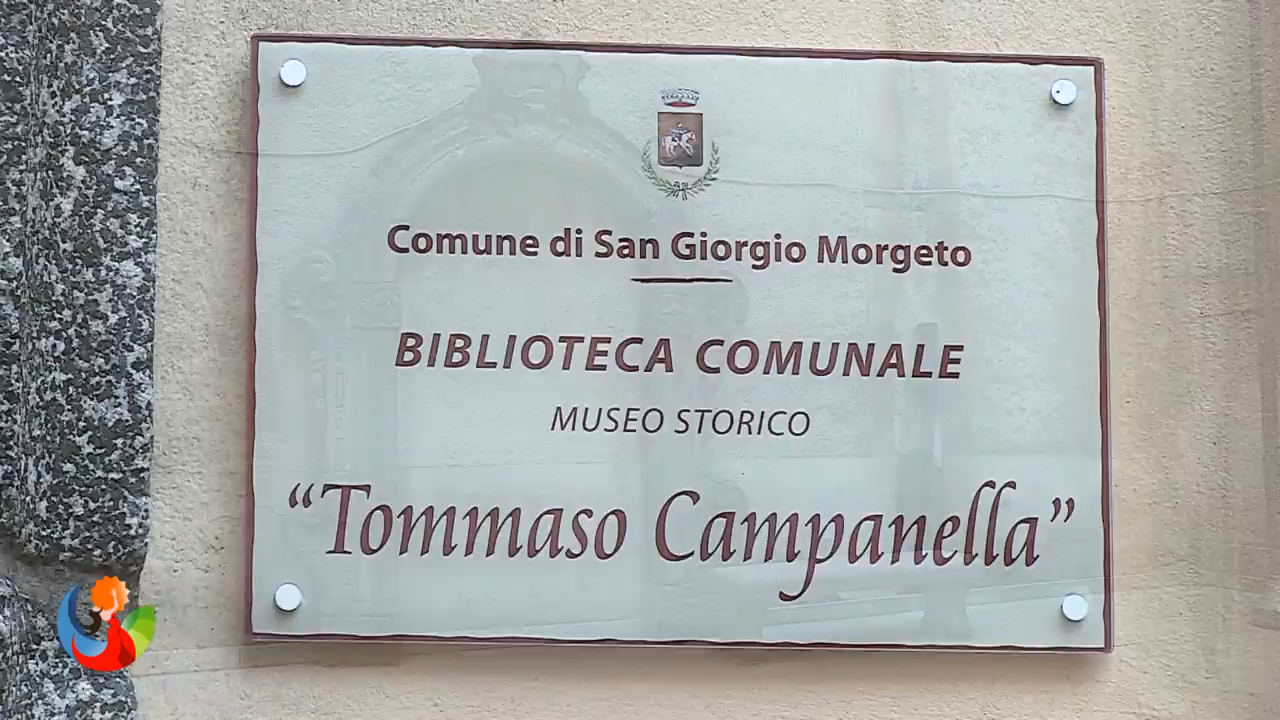 Comune di San Giorgio Morgeto
BIBLIOTECA COMUNALE
MUSEO STORICO
“Tommaso Campanella”